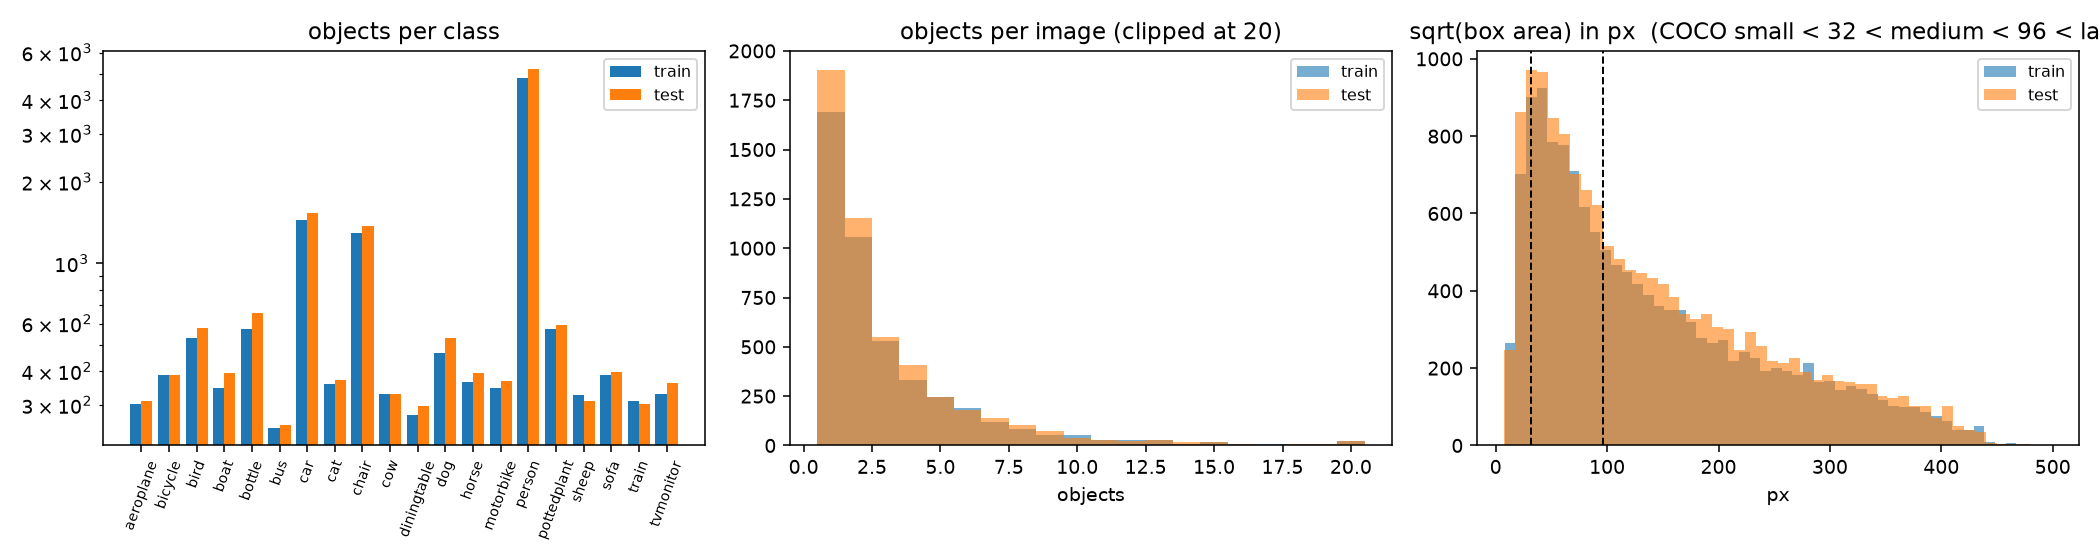 objects per class
6 × 10³
4 × 10³
3 × 10³
2 × 10³
10³
6 × 10²
4 × 10²
3 × 10²
train
test
aeroplane
bicycle
bird
boat
bottle
bus
car
cat
chair
cow
diningtable
dog
horse
motorbike
person
pottedplant
sheep
sofa
train
tvmonitor
objects per image (clipped at 20)
2000
1750
1500
1250
1000
750
500
250
0
train
test
0.0 2.5 5.0 7.5 10.0 12.5 15.0 17.5 20.0
objects
sqrt(box area) in px (COCO small < 32 < medium < 96 < la
1000
800
600
400
200
0
train
test
0 100 200 300 400 500
px